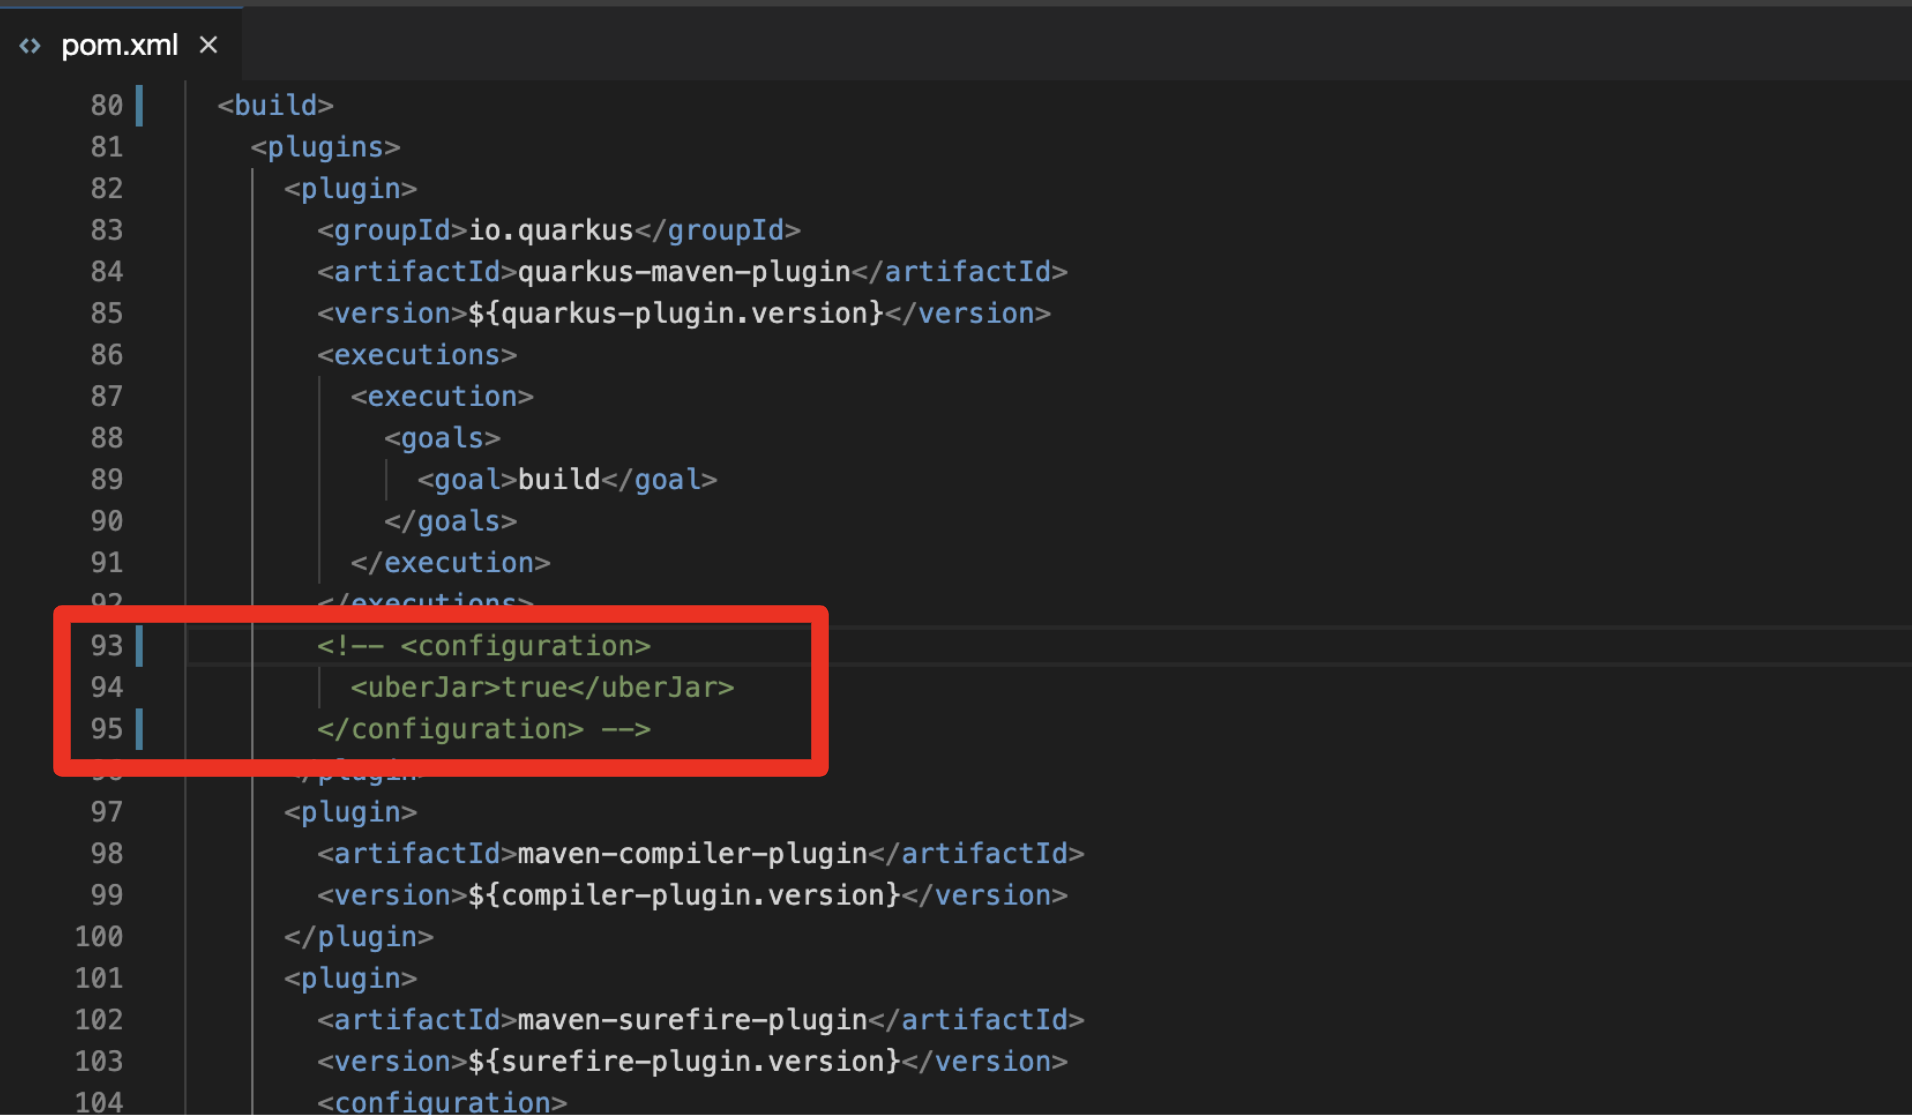 <> pom.xml ×
80 <build>
81 <plugins>
82 <plugin>
83 <groupId>io.quarkus</groupId>
84 <artifactId>quarkus-maven-plugin</artifactId>
85 <version>${quarkus-plugin.version}</version>
86 <executions>
87 <execution>
88 <goals>
89 <goal>build</goal>
90 </goals>
91 </execution>
92 </executions>
93 <!-- <configuration>
94 <uberJar>true</uberJar>
95 </configuration> -->
96 </plugin>
97 <plugin>
98 <artifactId>maven-compiler-plugin</artifactId>
99 <version>${compiler-plugin.version}</version>
100 </plugin>
101 <plugin>
102 <artifactId>maven-surefire-plugin</artifactId>
103 <version>${surefire-plugin.version}</version>
104 <configuration>